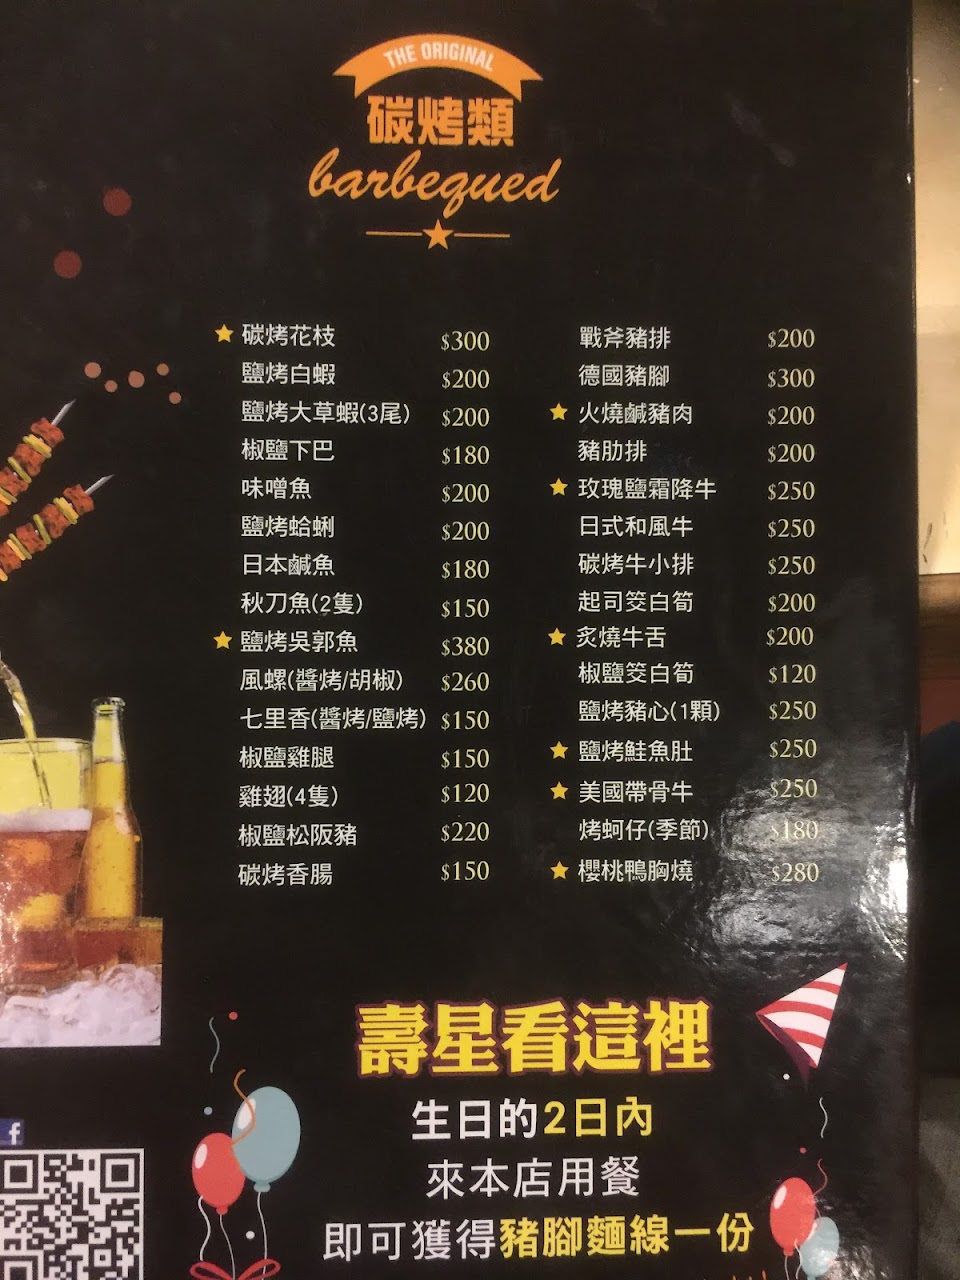 THE ORIGINAL
碳烤類
barbequed
碳烤花枝 $300
鹽烤白蝦 $200
鹽烤大草蝦(3尾) $200
椒鹽下巴 $180
味噌魚 $200
鹽烤蛤蜊 $200
日本鹹魚 $180
秋刀魚(2隻) $150
鹽烤吳郭魚 $380
風螺(醬烤/胡椒) $260
七里香(醬烤/鹽烤) $150
椒鹽雞腿 $150
雞翅(4隻) $120
椒鹽松阪豬 $220
碳烤香腸 $150
戰斧豬排 $200
德國豬腳 $300
火燒鹹豬肉 $200
豬肋排 $200
玫瑰鹽霜降牛 $250
日式和風牛 $250
碳烤牛小排 $250
起司筊白筍 $200
炙燒牛舌 $200
椒鹽筊白筍 $120
鹽烤豬心(1顆) $250
鹽烤鮭魚肚 $250
美國帶骨牛 $250
烤蚵仔(季節) $180
櫻桃鴨胸燒 $280
壽星看這裡
生日的2日內
來本店用餐
即可獲得豬腳麵線一份
f